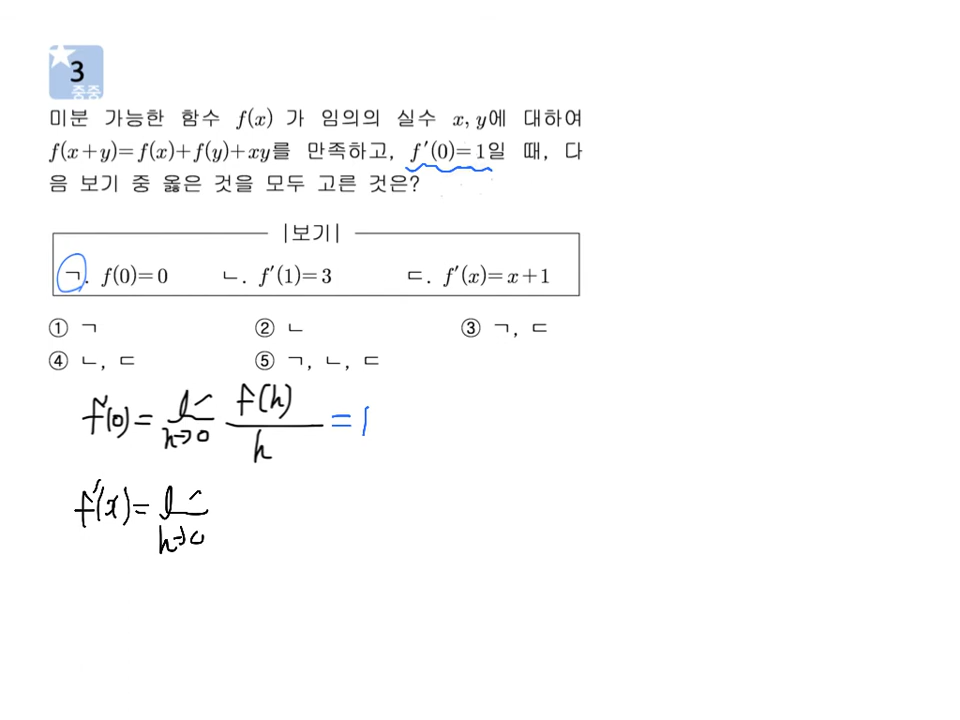 3
중중
미분 가능한 함수 f(x) 가 임의의 실수 x, y에 대하여
f(x+y)=f(x)+f(y)+xy를 만족하고, f′(0)=1일 때, 다
음 보기 중 옳은 것을 모두 고른 것은?
|보기|
ㄱ. f(0)=0 ㄴ. f′(1)=3 ㄷ. f′(x)=x+1
① ㄱ ② ㄴ ③ ㄱ, ㄷ
④ ㄴ, ㄷ ⑤ ㄱ, ㄴ, ㄷ
f′(0)= lim h→0 f(h)/h = 1
f′(x)= lim h→0